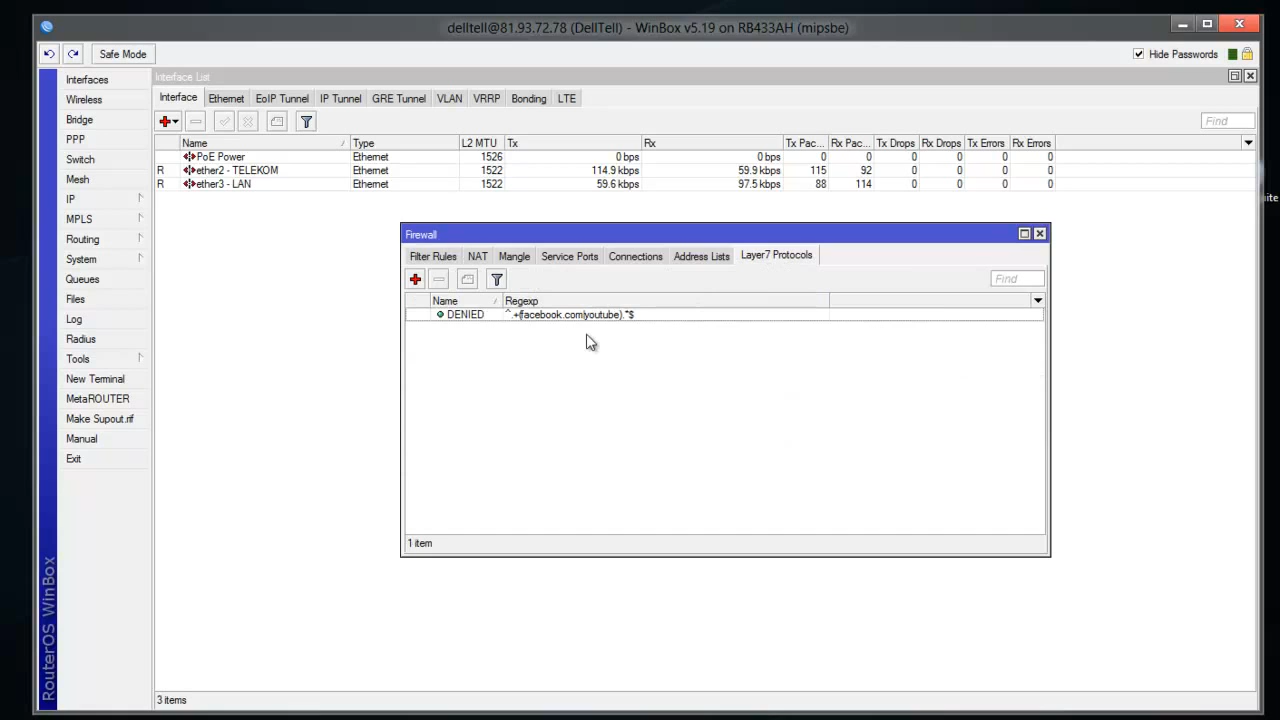 delltell@81.93.72.78 (DellTell) - WinBox v5.19 on RB433AH (mipsbe)
Safe Mode
Hide Passwords
Interfaces
Wireless
Bridge
PPP
Switch
Mesh
IP
MPLS
Routing
System
Queues
Files
Log
Radius
Tools
New Terminal
MetaROUTER
Make Supout.rif
Manual
Exit
RouterOS WinBox
Interface List
Interface Ethernet EoIP Tunnel IP Tunnel GRE Tunnel VLAN VRRP Bonding LTE
Find
Name Type L2 MTU Tx Rx Tx Pac... Rx Pac... Tx Drops Rx Drops Tx Errors Rx Errors
PoE Power Ethernet 1526 0 bps 0 bps 0 0 0 0 0 0
R ether2 - TELEKOM Ethernet 1522 114.9 kbps 59.9 kbps 115 92 0 0 0 0
R ether3 - LAN Ethernet 1522 59.6 kbps 97.5 kbps 88 114 0 0 0 0
Firewall
Filter Rules NAT Mangle Service Ports Connections Address Lists Layer7 Protocols
Find
Name Regexp
DENIED ^.+(facebook.com|youtube).*$
1 item
3 items